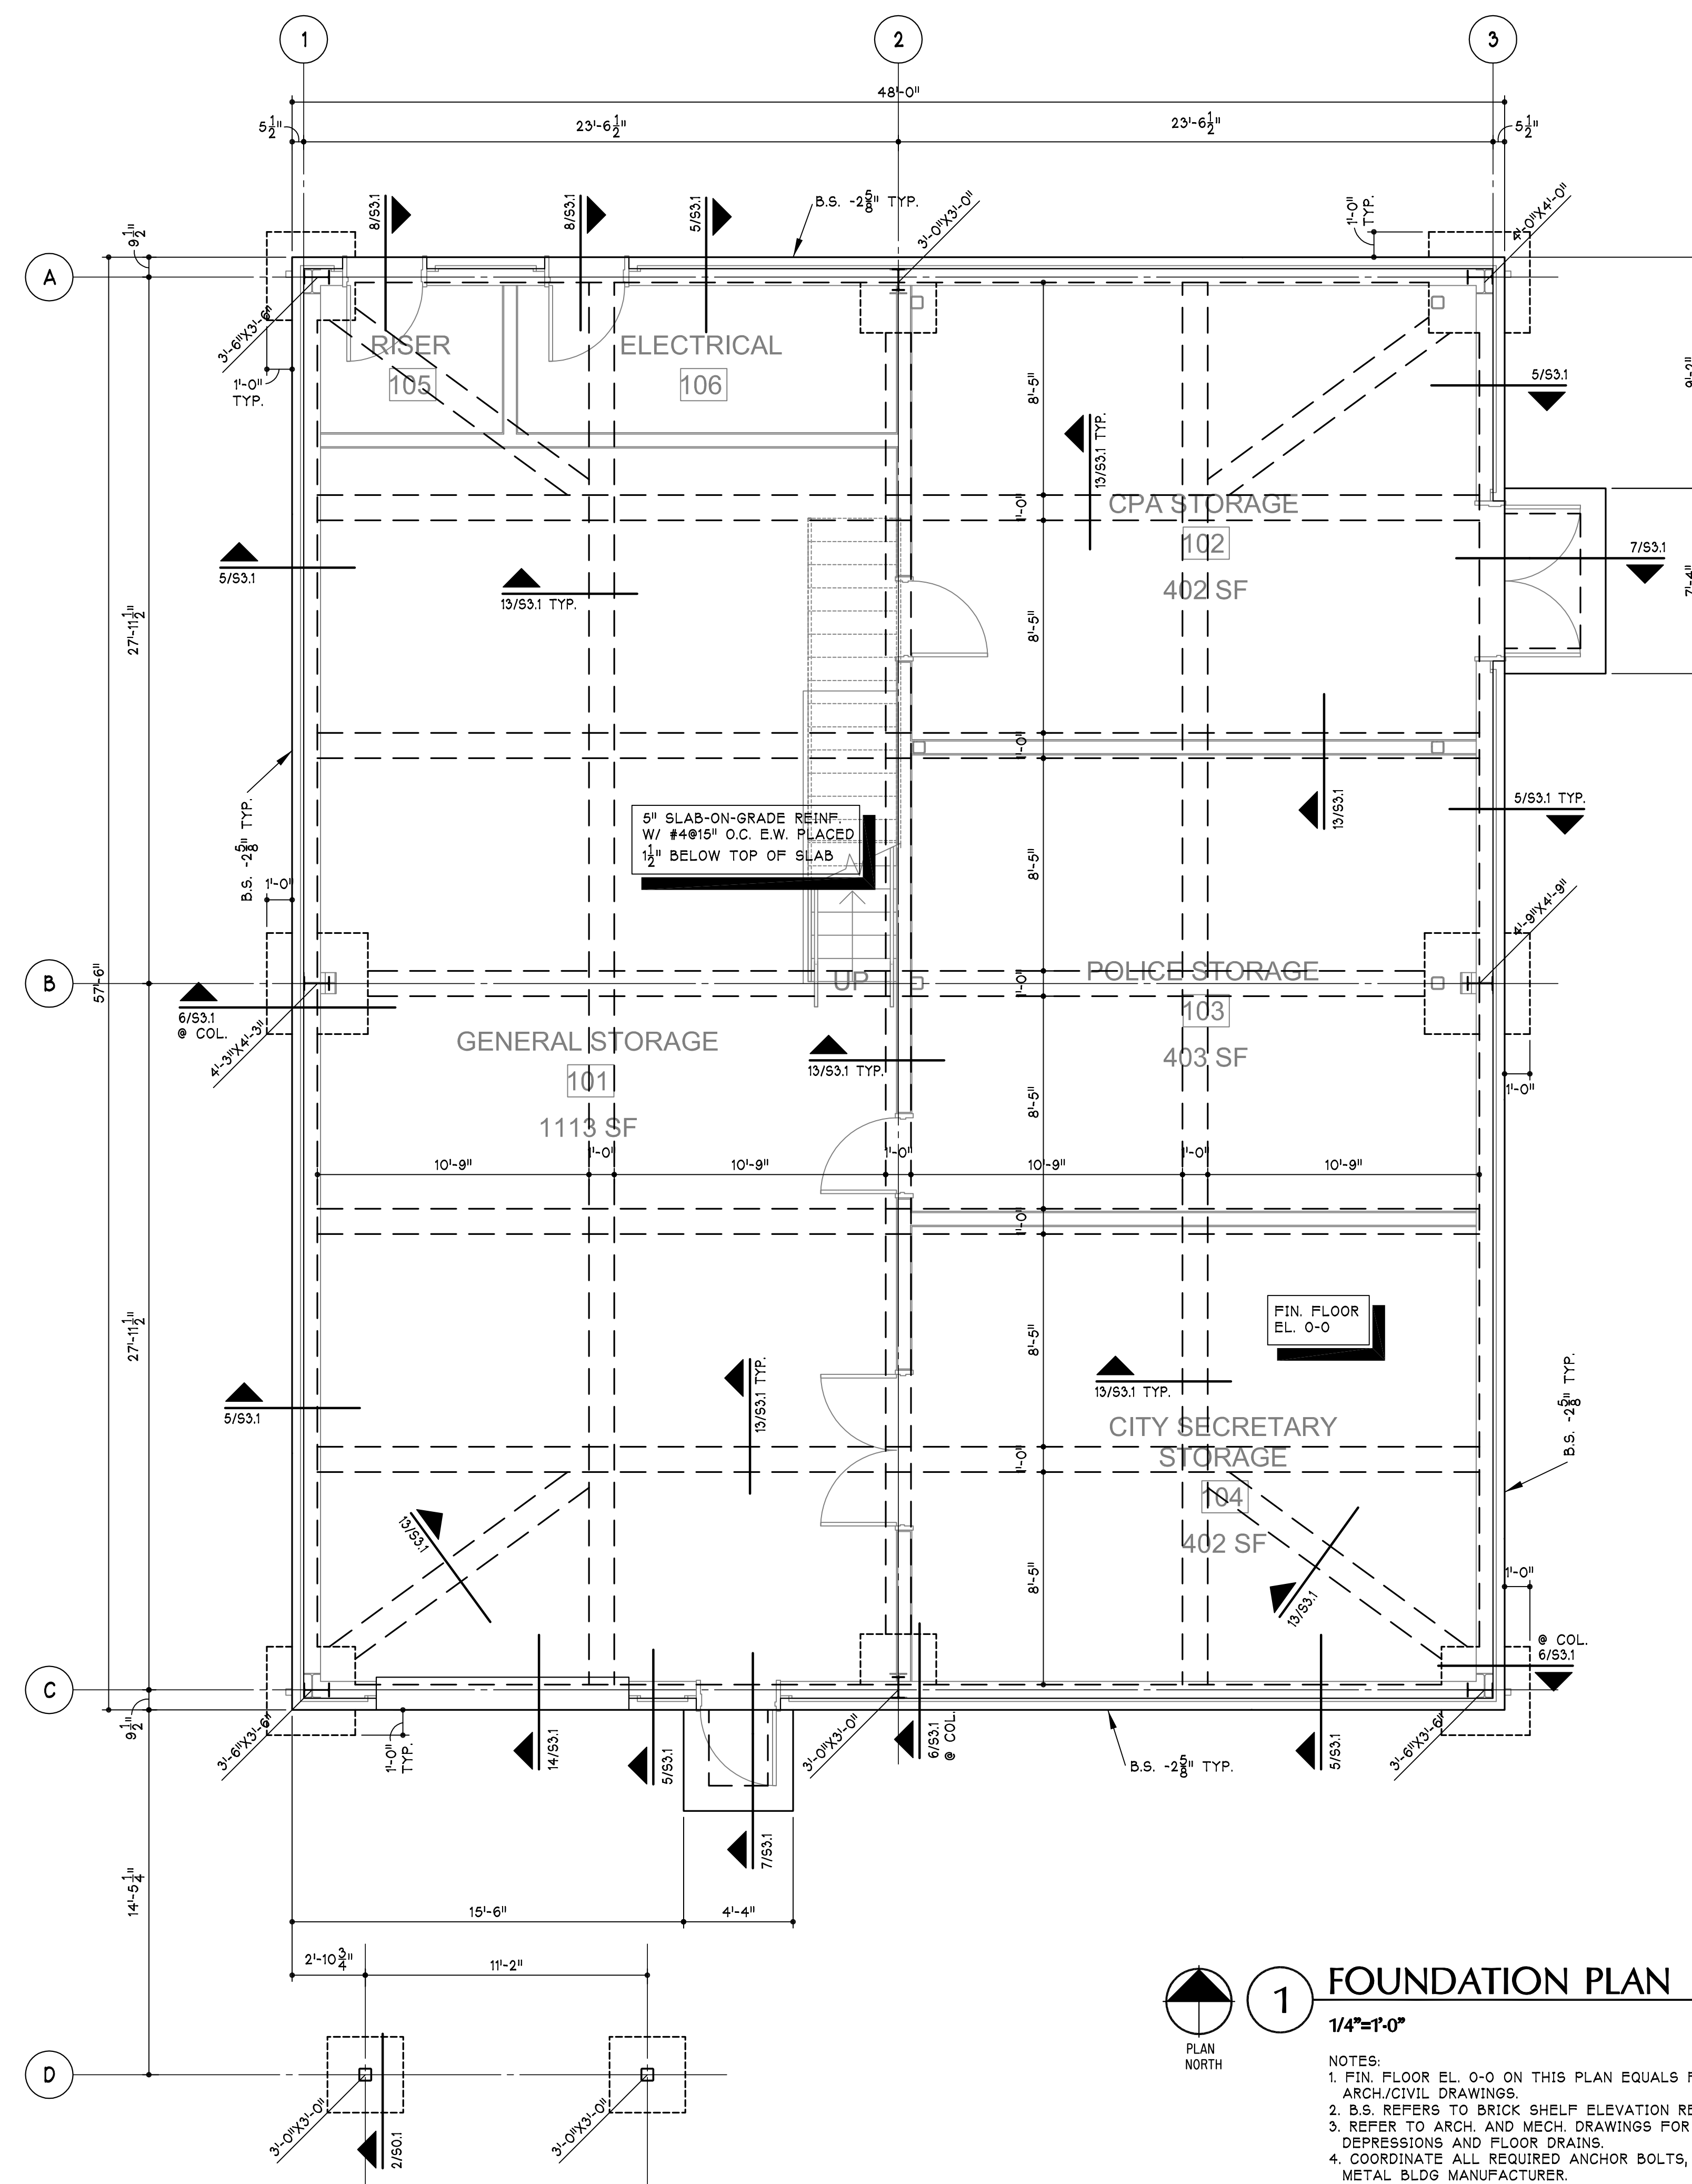 1
2
3
48'-0"
5 1/2"
23'-6 1/2"
23'-6 1/2"
5 1/2"
8/S3.1
8/S3.1
5/S3.1
B.S. -2 5/8" TYP.
3'-0"X3'-0"
1'-0"
TYP.
4'-0"X4'-0"
9 1/2"
A
3'-6"X3'-6"
1'-0"
TYP.
RISER
105
ELECTRICAL
106
8'-5"
5/S3.1
13/S3.1 TYP.
1'-0"
CPA STORAGE
102
402 SF
7/S3.1
7'-4"
5/S3.1
13/S3.1 TYP.
27'-11 1/2"
8'-5"
1'-0"
13/S3.1
5/S3.1 TYP.
B.S. -2 5/8" TYP.
5" SLAB-ON-GRADE REINF.
W/ #4@15" O.C. E.W. PLACED
1 1/2" BELOW TOP OF SLAB
8'-5"
1'-0"
4'-9"X4'-9"
B
57'-6"
6/S3.1
@ COL.
4'-3"X4'-3"
UP
1'-0"
POLICE STORAGE
103
403 SF
GENERAL STORAGE
101
1113 SF
13/S3.1 TYP.
8'-5"
1'-0"
10'-9"
1'-0"
10'-9"
1'-0"
10'-9"
1'-0"
10'-9"
1'-0"
27'-11 1/2"
FIN. FLOOR
EL. 0-0
8'-5"
13/S3.1 TYP.
13/S3.1 TYP.
5/S3.1
B.S. -2 5/8" TYP.
CITY SECRETARY
STORAGE
104
402 SF
1'-0"
13/S3.1
13/S3.1
8'-5"
1'-0"
@ COL.
6/S3.1
C
9 1/2"
3'-6"X3'-6"
1'-0"
TYP.
14/S3.1
5/S3.1
3'-0"X3'-0"
6/S3.1
@ COL.
B.S. -2 5/8" TYP.
5/S3.1
3'-6"X3'-6"
7/S3.1
14'-5 1/4"
15'-6"
4'-4"
2'-10 3/4"
11'-2"
D
3'-0"X3'-0"
2/S0.1
3'-0"X3'-0"
PLAN
NORTH
1
FOUNDATION PLAN
1/4"=1'-0"
NOTES:
1. FIN. FLOOR EL. 0-0 ON THIS PLAN EQUALS
ARCH./CIVIL DRAWINGS.
2. B.S. REFERS TO BRICK SHELF ELEVATION
3. REFER TO ARCH. AND MECH. DRAWINGS FOR
DEPRESSIONS AND FLOOR DRAINS.
4. COORDINATE ALL REQUIRED ANCHOR BOLTS,
METAL BLDG MANUFACTURER.